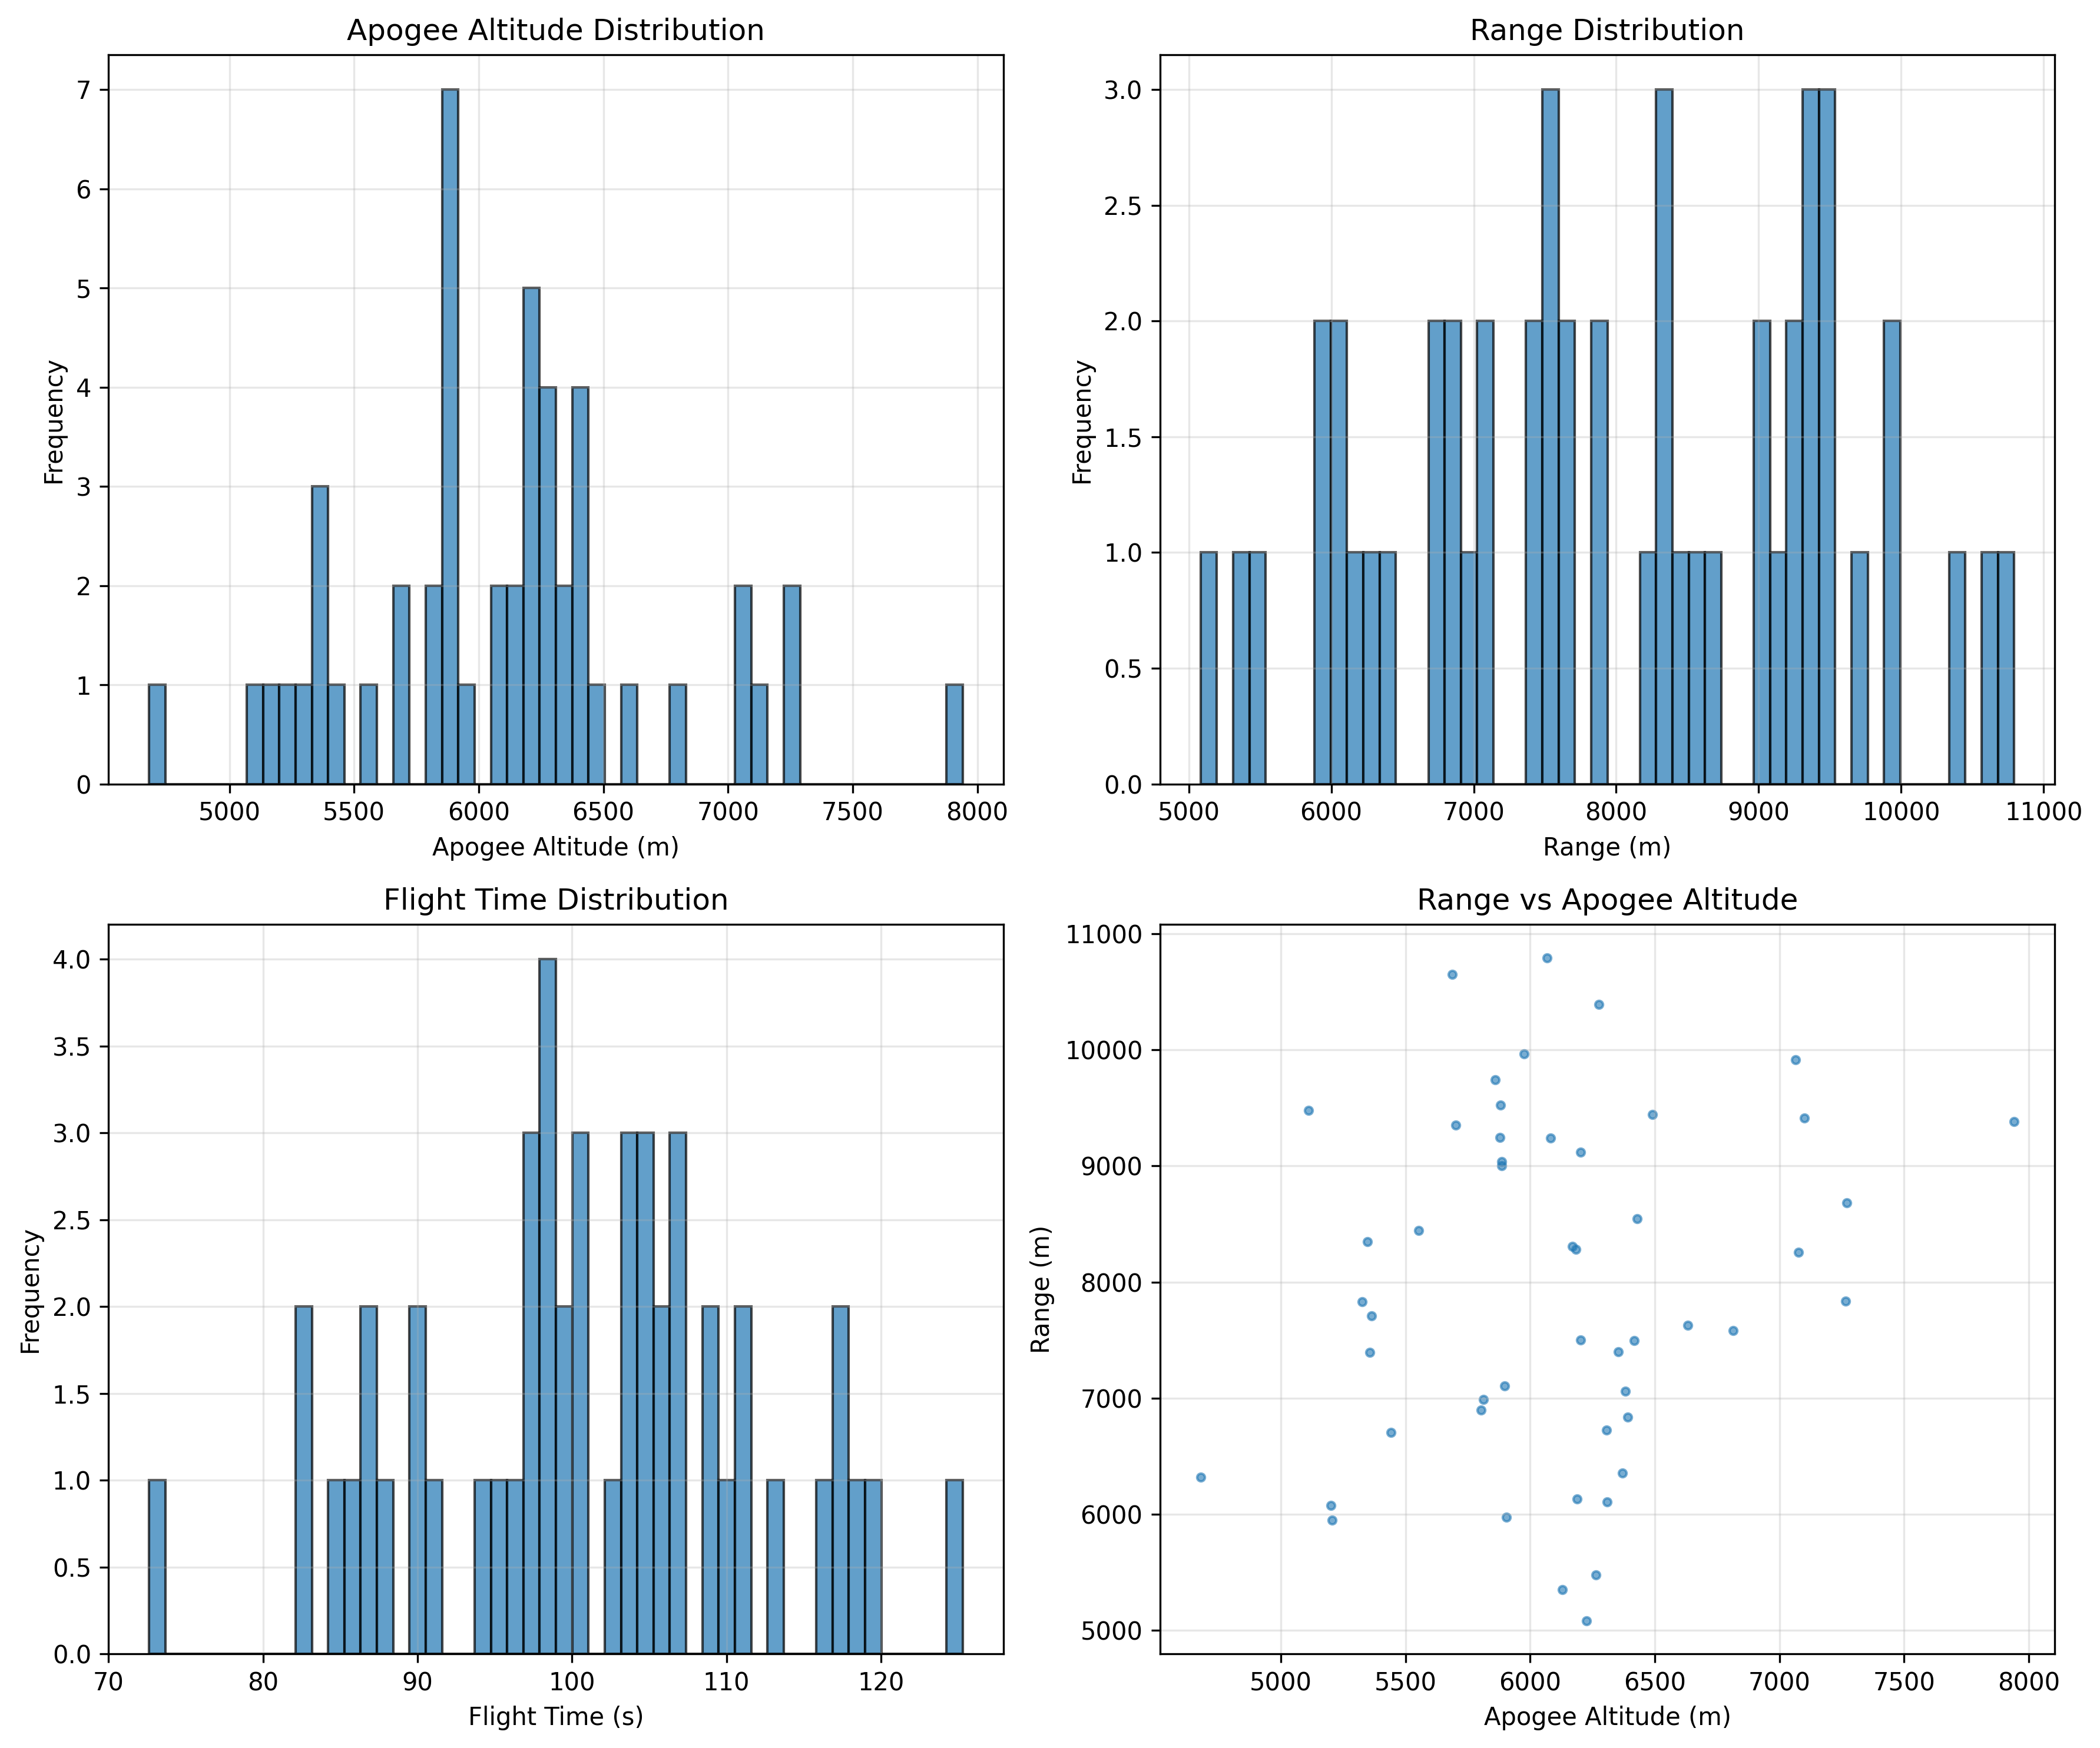 Apogee Altitude Distribution
Frequency
7
6
5
4
3
2
1
0
5000 5500 6000 6500 7000 7500 8000
Apogee Altitude (m)
Range Distribution
Frequency
3.0
2.5
2.0
1.5
1.0
0.5
0.0
5000 6000 7000 8000 9000 10000 11000
Range (m)
Flight Time Distribution
Frequency
4.0
3.5
3.0
2.5
2.0
1.5
1.0
0.5
0.0
70 80 90 100 110 120
Flight Time (s)
Range vs Apogee Altitude
Range (m)
11000
10000
9000
8000
7000
6000
5000
5000 5500 6000 6500 7000 7500 8000
Apogee Altitude (m)